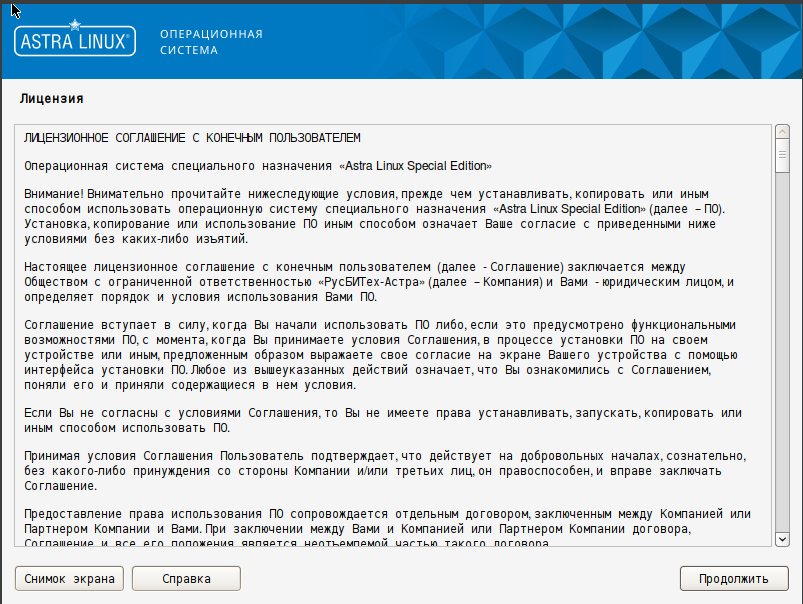 ASTRA LINUX®
ОПЕРАЦИОННАЯ
СИСТЕМА
Лицензия
ЛИЦЕНЗИОННОЕ СОГЛАШЕНИЕ С КОНЕЧНЫМ ПОЛЬЗОВАТЕЛЕМ
Операционная система специального назначения «Astra Linux Special Edition»
Внимание! Внимательно прочитайте нижеследующие условия, прежде чем устанавливать, копировать или иным
способом использовать операционную систему специального назначения «Astra Linux Special Edition» (далее – ПО).
Установка, копирование или использование ПО иным способом означает Ваше согласие с приведенными ниже
условиями без каких-либо изъятий.
Настоящее лицензионное соглашение с конечным пользователем (далее - Соглашение) заключается между
Обществом с ограниченной ответственностью «РусБИТех-Астра» (далее – Компания) и Вами - юридическим лицом, и
определяет порядок и условия использования Вами ПО.
Соглашение вступает в силу, когда Вы начали использовать ПО либо, если это предусмотрено функциональными
возможностями ПО, с момента, когда Вы принимаете условия Соглашения, в процессе установки ПО на своем
устройстве или иным, предложенным образом выражаете свое согласие на экране Вашего устройства с помощью
интерфейса установки ПО. Любое из вышеуказанных действий означает, что Вы ознакомились с Соглашением,
поняли его и приняли содержащиеся в нем условия.
Если Вы не согласны с условиями Соглашения, то Вы не имеете права устанавливать, запускать, копировать или
иным способом использовать ПО.
Принимая условия Соглашения Пользователь подтверждает, что действует на добровольных началах, сознательно,
без какого-либо принуждения со стороны Компании и/или третьих лиц, он правоспособен, и вправе заключать
Соглашение.
Предоставление права использования ПО сопровождается отдельным договором, заключенным между Компанией или
Партнером Компании и Вами. При заключении между Вами и Компанией или Партнером Компании договора,
Соглашение и все его положения является неотъемлемой частью такого договора.
Снимок экрана
Справка
Продолжить